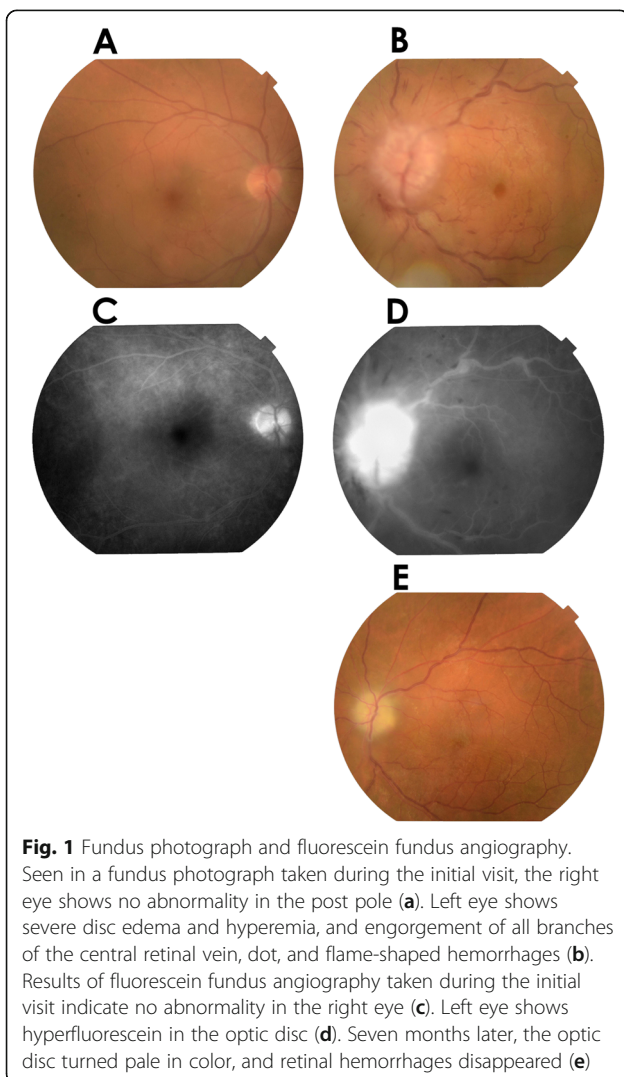 A
B
C
D
E
Fig. 1 Fundus photograph and fluorescein fundus angiography.
Seen in a fundus photograph taken during the initial visit, the right
eye shows no abnormality in the post pole (a). Left eye shows
severe disc edema and hyperemia, and engorgement of all branches
of the central retinal vein, dot, and flame-shaped hemorrhages (b).
Results of fluorescein fundus angiography taken during the initial
visit indicate no abnormality in the right eye (c). Left eye shows
hyperfluorescein in the optic disc (d). Seven months later, the optic
disc turned pale in color, and retinal hemorrhages disappeared (e)